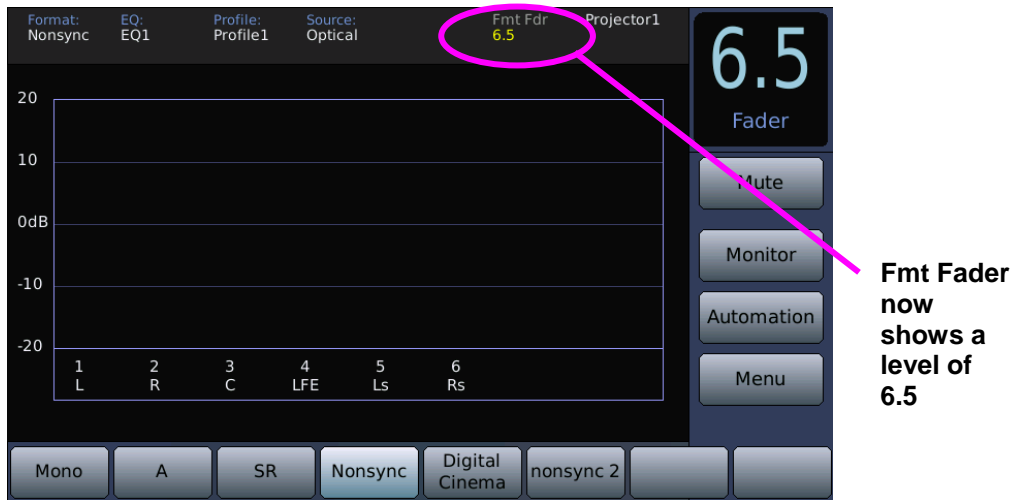 Format: EQ: Profile: Source: Fmt Fdr Projector1
Nonsync EQ1 Profile1 Optical 6.5
6.5
Fader
20
10
0dB
-10
-20
1 2 3 4 5 6
L R C LFE Ls Rs
Mute
Monitor
Automation
Menu
Mono A SR Nonsync Digital Cinema nonsync 2
Fmt Fader
now
shows a
level of
6.5